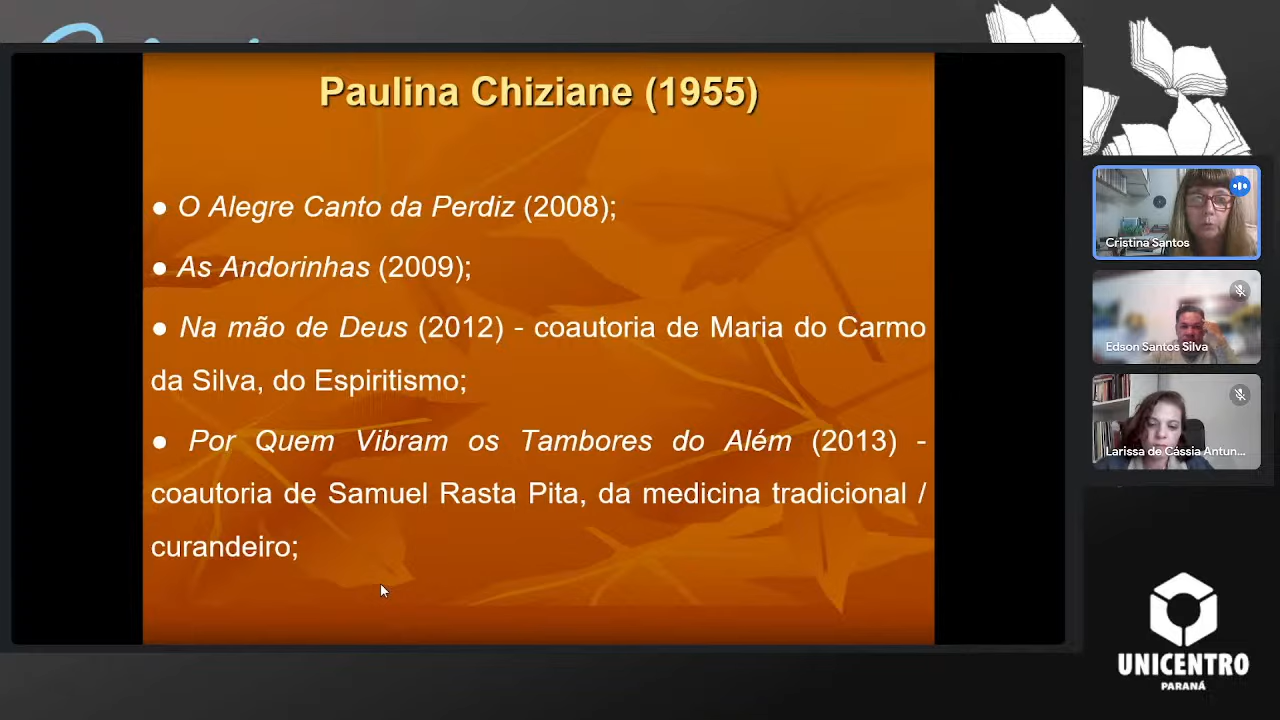 Paulina Chiziane (1955)
● O Alegre Canto da Perdiz (2008);
● As Andorinhas (2009);
● Na mão de Deus (2012) - coautoria de Maria do Carmo
da Silva, do Espiritismo;
● Por Quem Vibram os Tambores do Além (2013) -
coautoria de Samuel Rasta Pita, da medicina tradicional /
curandeiro;
Cristina Santos
Edson Santos Silva
Larissa de Cássia Antun...
UNICENTRO
PARANÁ